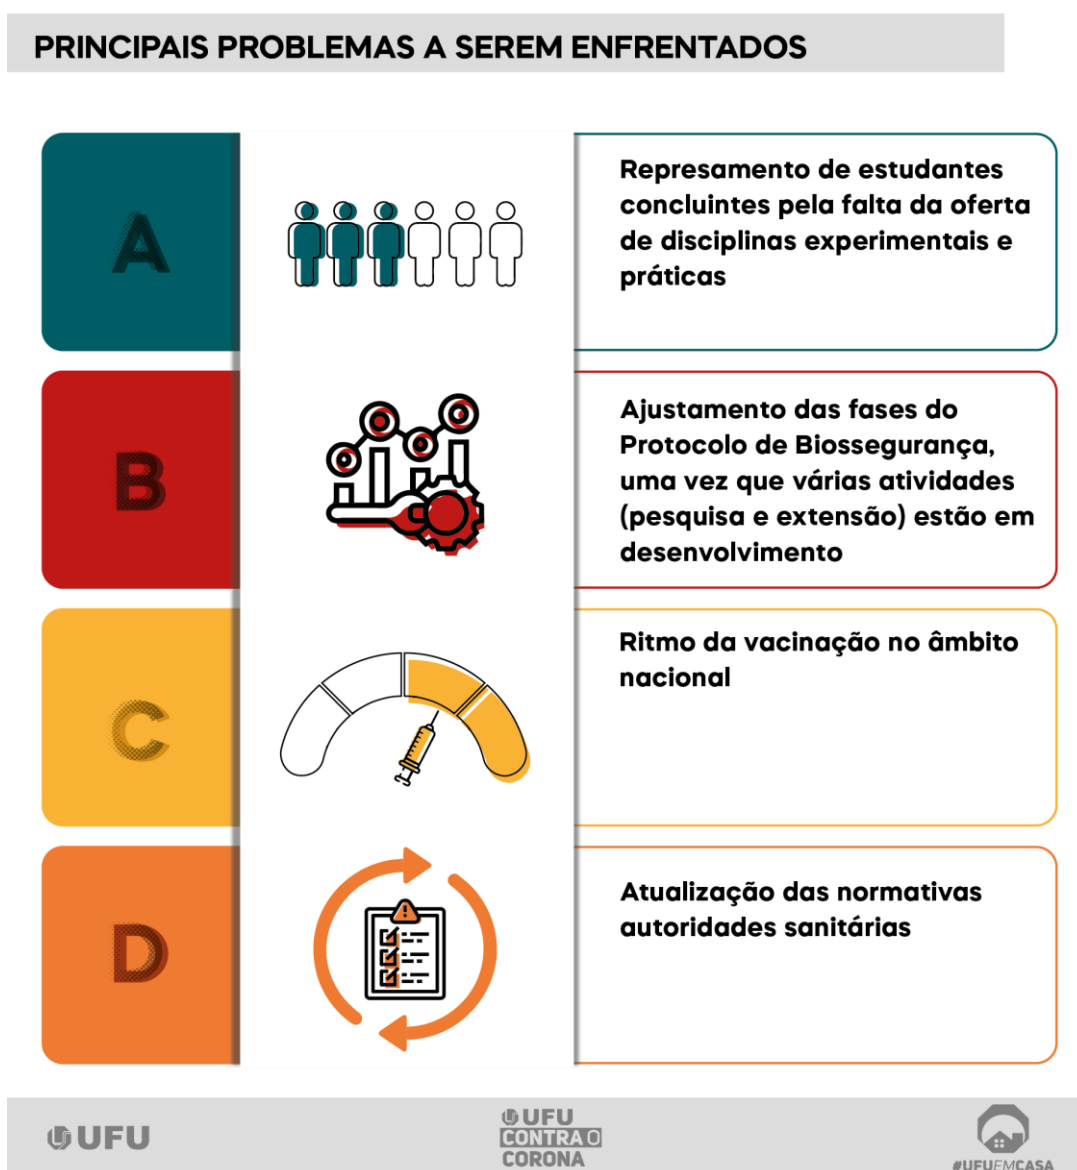 PRINCIPAIS PROBLEMAS A SEREM ENFRENTADOS
A
Represamento de estudantes
concluintes pela falta da oferta
de disciplinas experimentais e
práticas
B
Ajustamento das fases do
Protocolo de Biossegurança,
uma vez que várias atividades
(pesquisa e extensão) estão em
desenvolvimento
C
Ritmo da vacinação no âmbito
nacional
D
Atualização das normativas
autoridades sanitárias
UFU
UFU
CONTRA O
CORONA
#UFUEMCASA